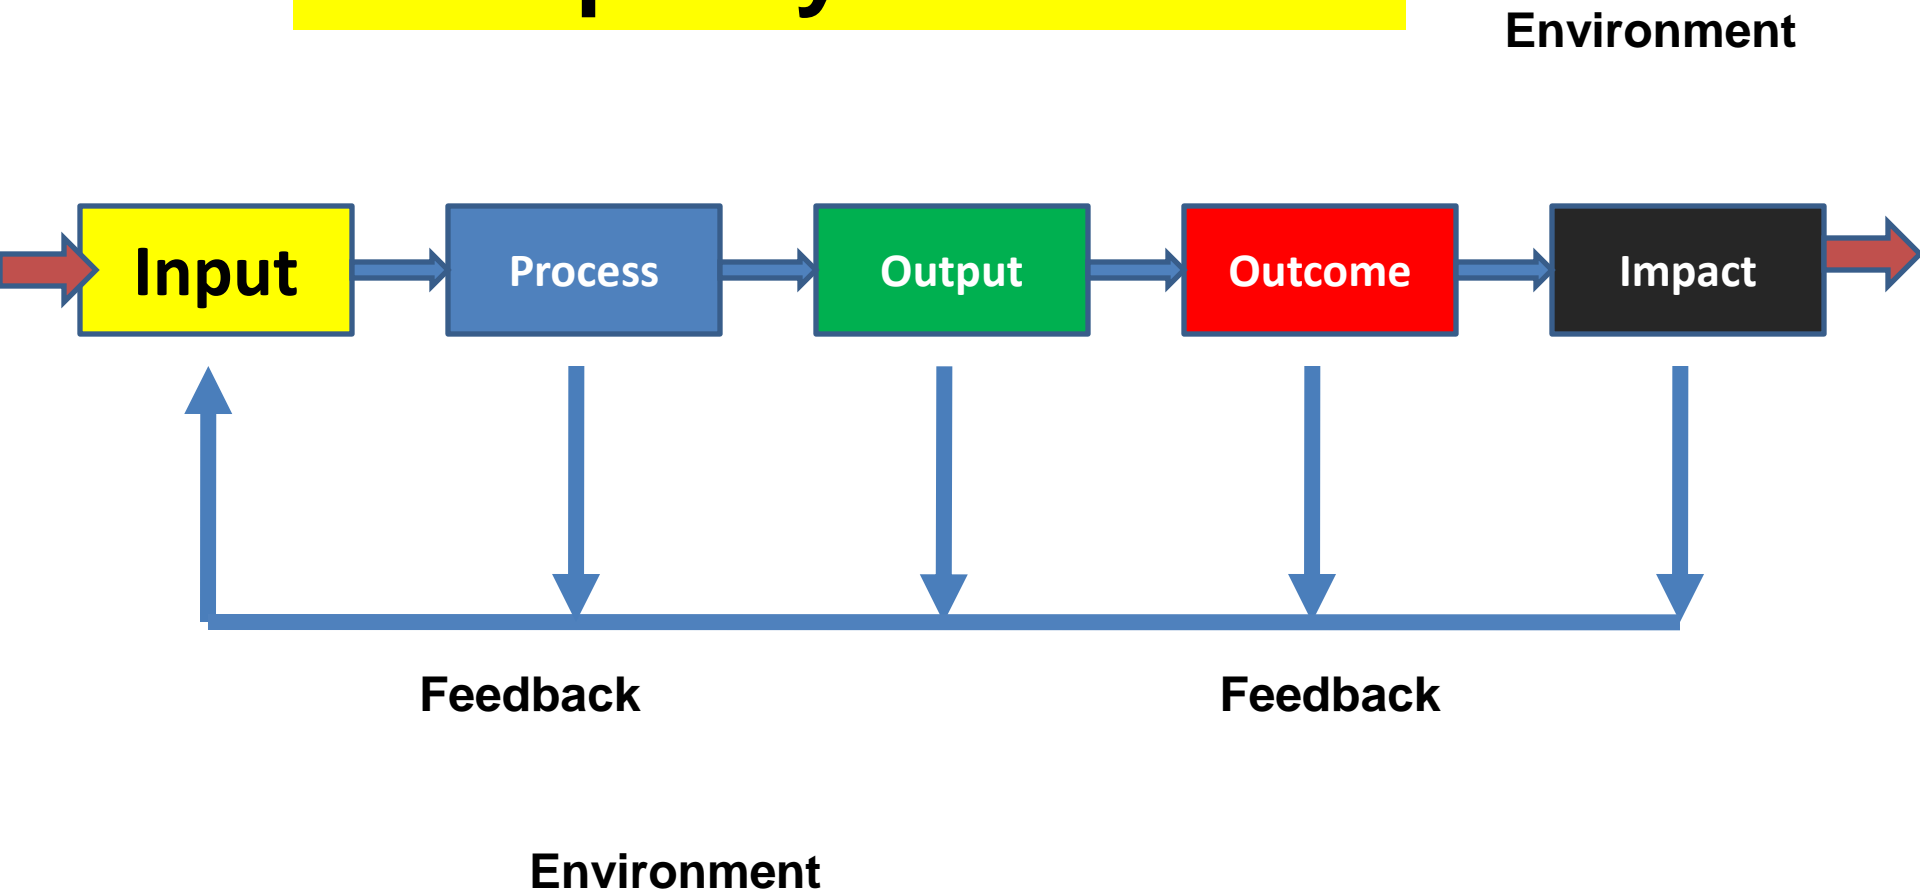 Environment
Input
Process
Output
Outcome
Impact
Feedback
Feedback
Environment